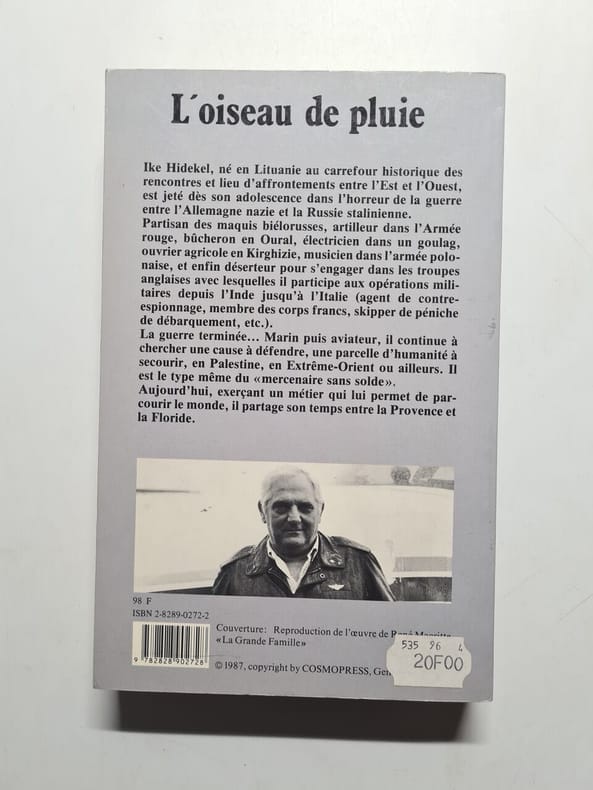 L'oiseau de pluie
Ike Hidekel, né en Lituanie au carrefour historique des
rencontres et lieu d'affrontements entre l'Est et l'Ouest,
est jeté dès son adolescence dans l'horreur de la guerre
entre l'Allemagne nazie et la Russie stalinienne.
Partisan des maquis biélorusses, artilleur dans l'Armée
rouge, bûcheron en Oural, électricien dans un goulag,
ouvrier agricole en Kirghizie, musicien dans l'armée polo-
naise, et enfin déserteur pour s'engager dans les troupes
anglaises avec lesquelles il participe aux opérations mili-
taires depuis l'Inde jusqu'à l'Italie (agent de contre-
espionnage, membre des corps francs, skipper de péniche
de débarquement, etc.).
La guerre terminée... Marin puis aviateur, il continue à
chercher une cause à défendre, une parcelle d'humanité à
secourir, en Palestine, en Extrême-Orient ou ailleurs. Il
est le type même du «mercenaire sans solde».
Aujourd'hui, exerçant un métier qui lui permet de par-
courir le monde, il partage son temps entre la Provence et
la Floride.
98 F
ISBN 2-8289-0272-2
Couverture: Reproduction de l'œuvre de René
«La Grande Famille»
© 1987, copyright by COSMOPRESS,
9 782828 902728
535 96 4
20F00